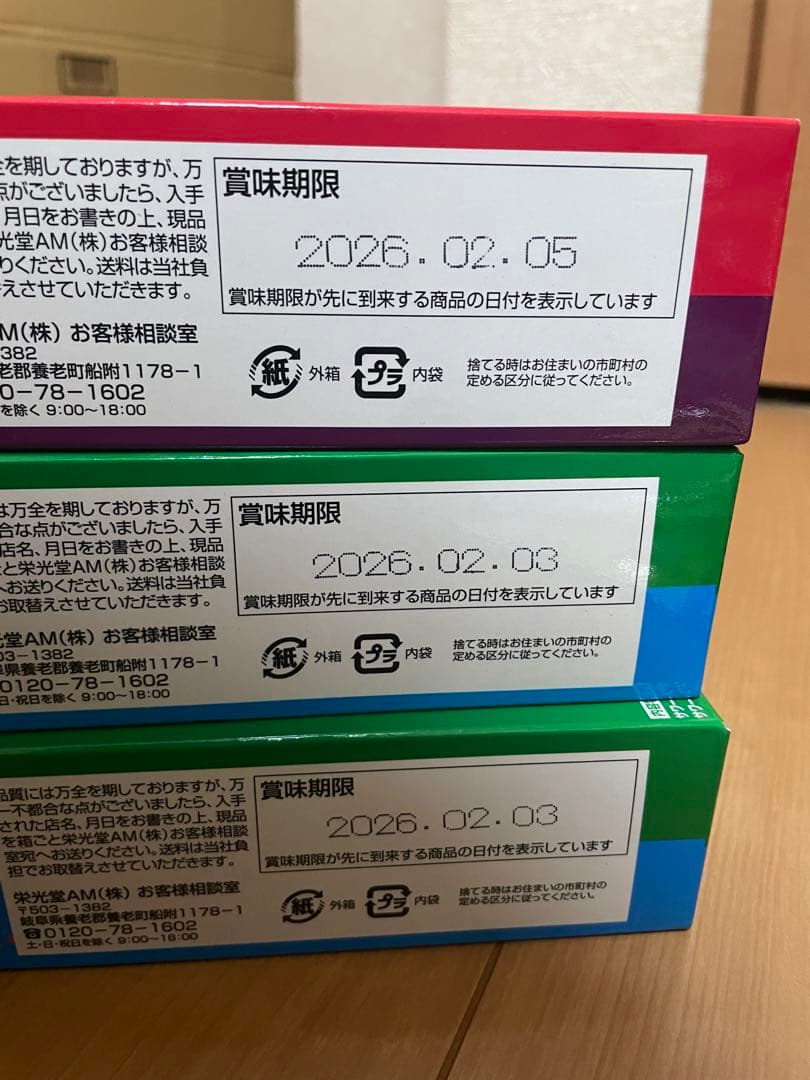 全を期しておりますが、万
点がございましたら、入手
月日をお書きの上、現品
光堂AM(株)お客様相談
りください。送料は当社負
えさせていただきます。
AM(株) お客様相談室
1382
老郡養老町船附1178-1
0-78-1602
を除く 9:00〜18:00
賞味期限
2026.02.05
賞味期限が先に到来する商品の日付を表示しています
紙 外箱 プラ 内袋
捨てる時はお住まいの市町村の
定める区分に従ってください。
は万全を期しておりますが、万
合な点がございましたら、入手
店名、月日をお書きの上、現品
と栄光堂AM(株)お客様相談
へお送りください。送料は当社負
お取替えさせていただきます。
光堂AM(株) お客様相談室
03-1382
阜県養老郡養老町船附1178-1
0120-78-1602
日・祝日を除く 9:00〜18:00
賞味期限
2026.02.03
賞味期限が先に到来する商品の日付を表示しています
紙 外箱 プラ 内袋
捨てる時はお住まいの市町村の
定める区分に従ってください。
品質には万全を期しておりますが、万
一不都合な点がございましたら、入手
された店名、月日をお書きの上、現品
を箱ごと栄光堂AM(株)お客様相談
室宛へお送りください。送料は当社負
担でお取替えさせていただきます。
栄光堂AM(株) お客様相談室
〒503-1382
岐阜県養老郡養老町船附1178-1
☎0120-78-1602
土・日・祝日を除く 9:00〜18:00
賞味期限
2026.02.03
賞味期限が先に到来する商品の日付を表示しています
紙 外箱 プラ 内袋
捨てる時はお住まいの市町村の
定める区分に従ってください。